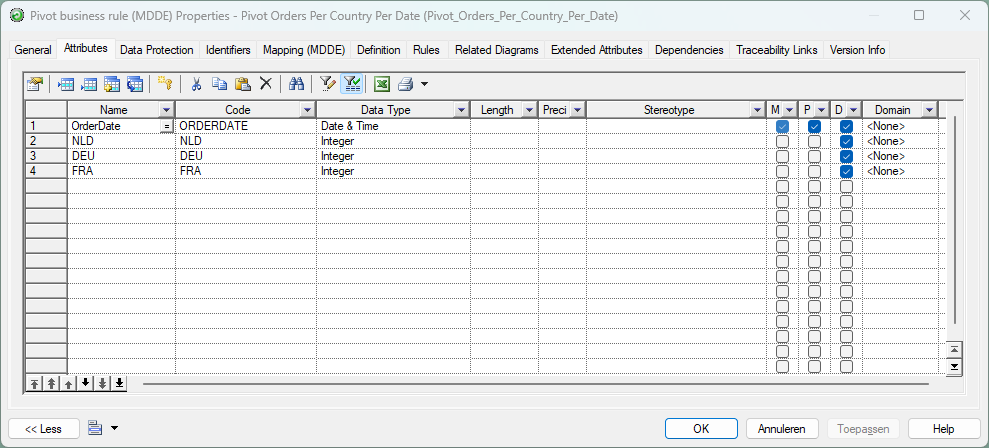 Pivot business rule (MDDE) Properties - Pivot Orders Per Country Per Date (Pivot_Orders_Per_Country_Per_Date)
General Attributes Data Protection Identifiers Mapping (MDDE) Definition Rules Related Diagrams Extended Attributes Dependencies Traceability Links Version Info
Name Code Data Type Length Preci Stereotype M P D Domain
1 OrderDate = ORDERDATE Date & Time <None>
2 NLD NLD Integer <None>
3 DEU DEU Integer <None>
4 FRA FRA Integer <None>
<< Less OK Annuleren Toepassen Help